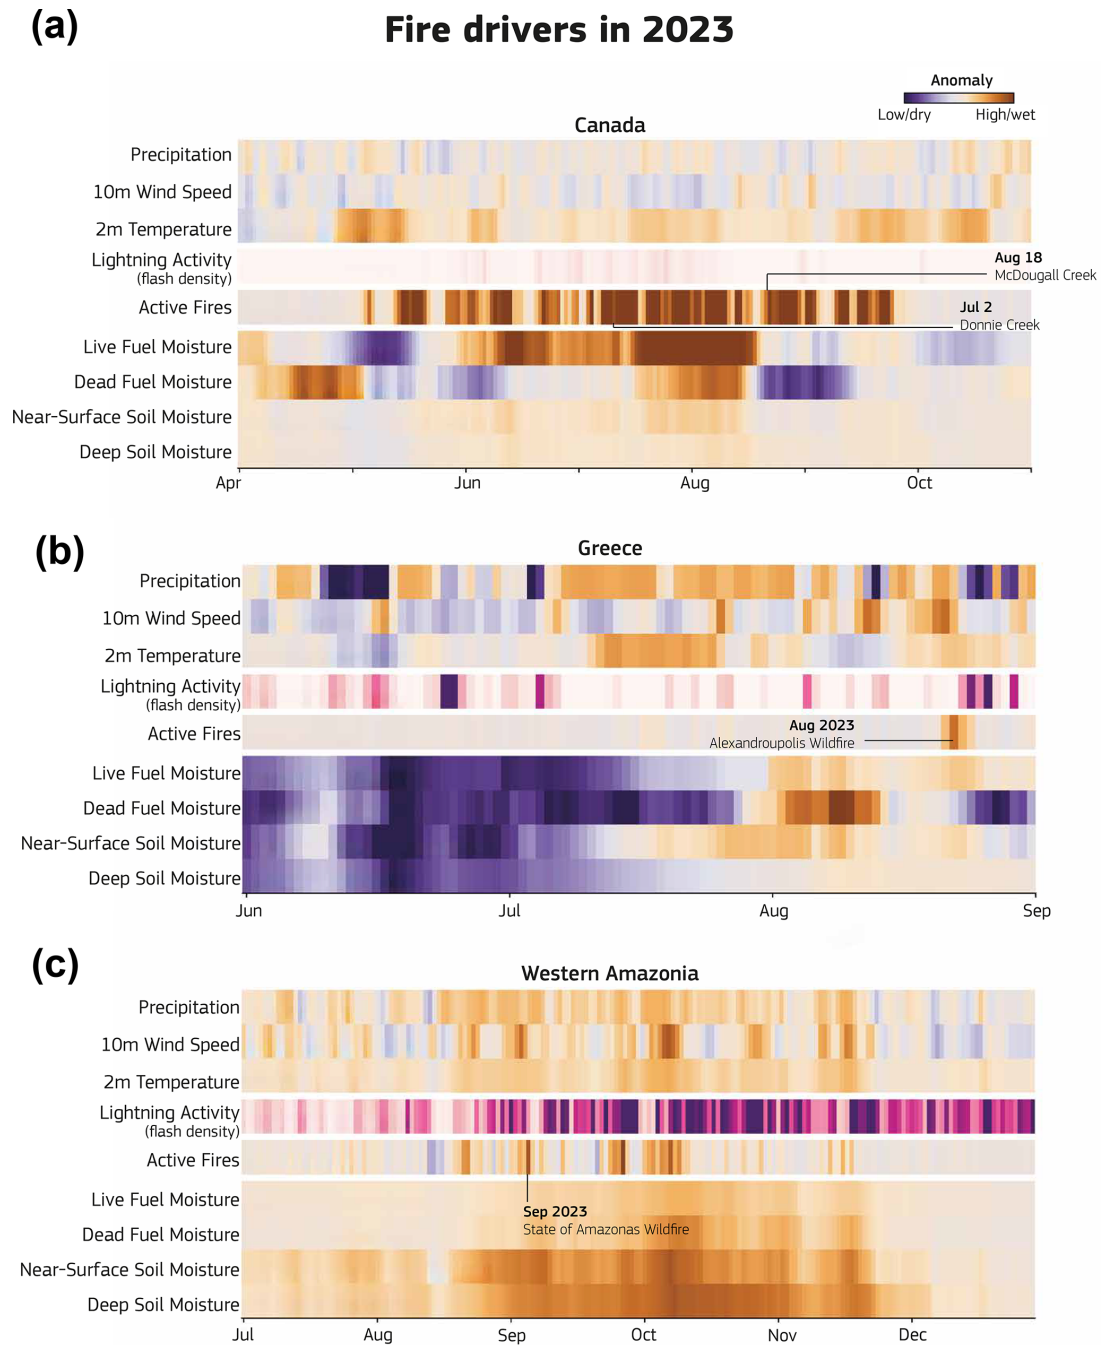 (a)
Fire drivers in 2023
Anomaly
Low/dry High/wet
Canada
Precipitation
10m Wind Speed
2m Temperature
Lightning Activity
(flash density)
Aug 18
McDougall Creek
Active Fires
Jul 2
Donnie Creek
Live Fuel Moisture
Dead Fuel Moisture
Near-Surface Soil Moisture
Deep Soil Moisture
Apr Jun Aug Oct
(b)
Greece
Precipitation
10m Wind Speed
2m Temperature
Lightning Activity
(flash density)
Active Fires
Aug 2023
Alexandroupolis Wildfire
Live Fuel Moisture
Dead Fuel Moisture
Near-Surface Soil Moisture
Deep Soil Moisture
Jun Jul Aug Sep
(c)
Western Amazonia
Precipitation
10m Wind Speed
2m Temperature
Lightning Activity
(flash density)
Active Fires
Live Fuel Moisture
Sep 2023
State of Amazonas Wildfire
Dead Fuel Moisture
Near-Surface Soil Moisture
Deep Soil Moisture
Jul Aug Sep Oct Nov Dec